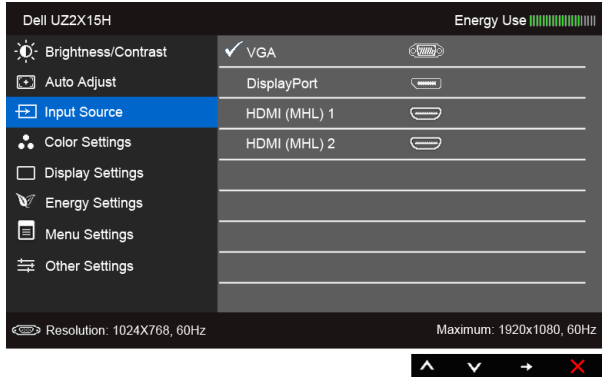 Dell UZ2X15H Energy Use
Brightness/Contrast VGA
Auto Adjust DisplayPort
Input Source HDMI (MHL) 1
Color Settings HDMI (MHL) 2
Display Settings
Energy Settings
Menu Settings
Other Settings
Resolution: 1024X768, 60Hz Maximum: 1920x1080, 60Hz